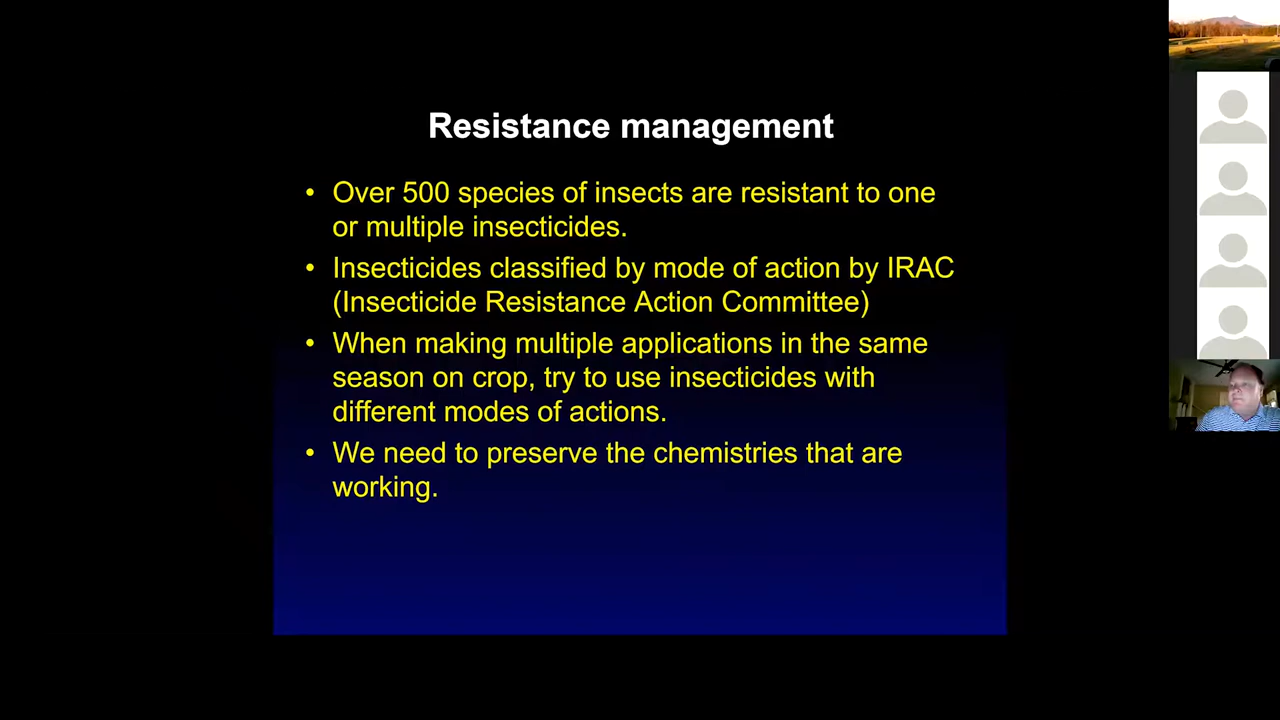 Resistance management
• Over 500 species of insects are resistant to one
or multiple insecticides.
• Insecticides classified by mode of action by IRAC
(Insecticide Resistance Action Committee)
• When making multiple applications in the same
season on crop, try to use insecticides with
different modes of actions.
• We need to preserve the chemistries that are
working.